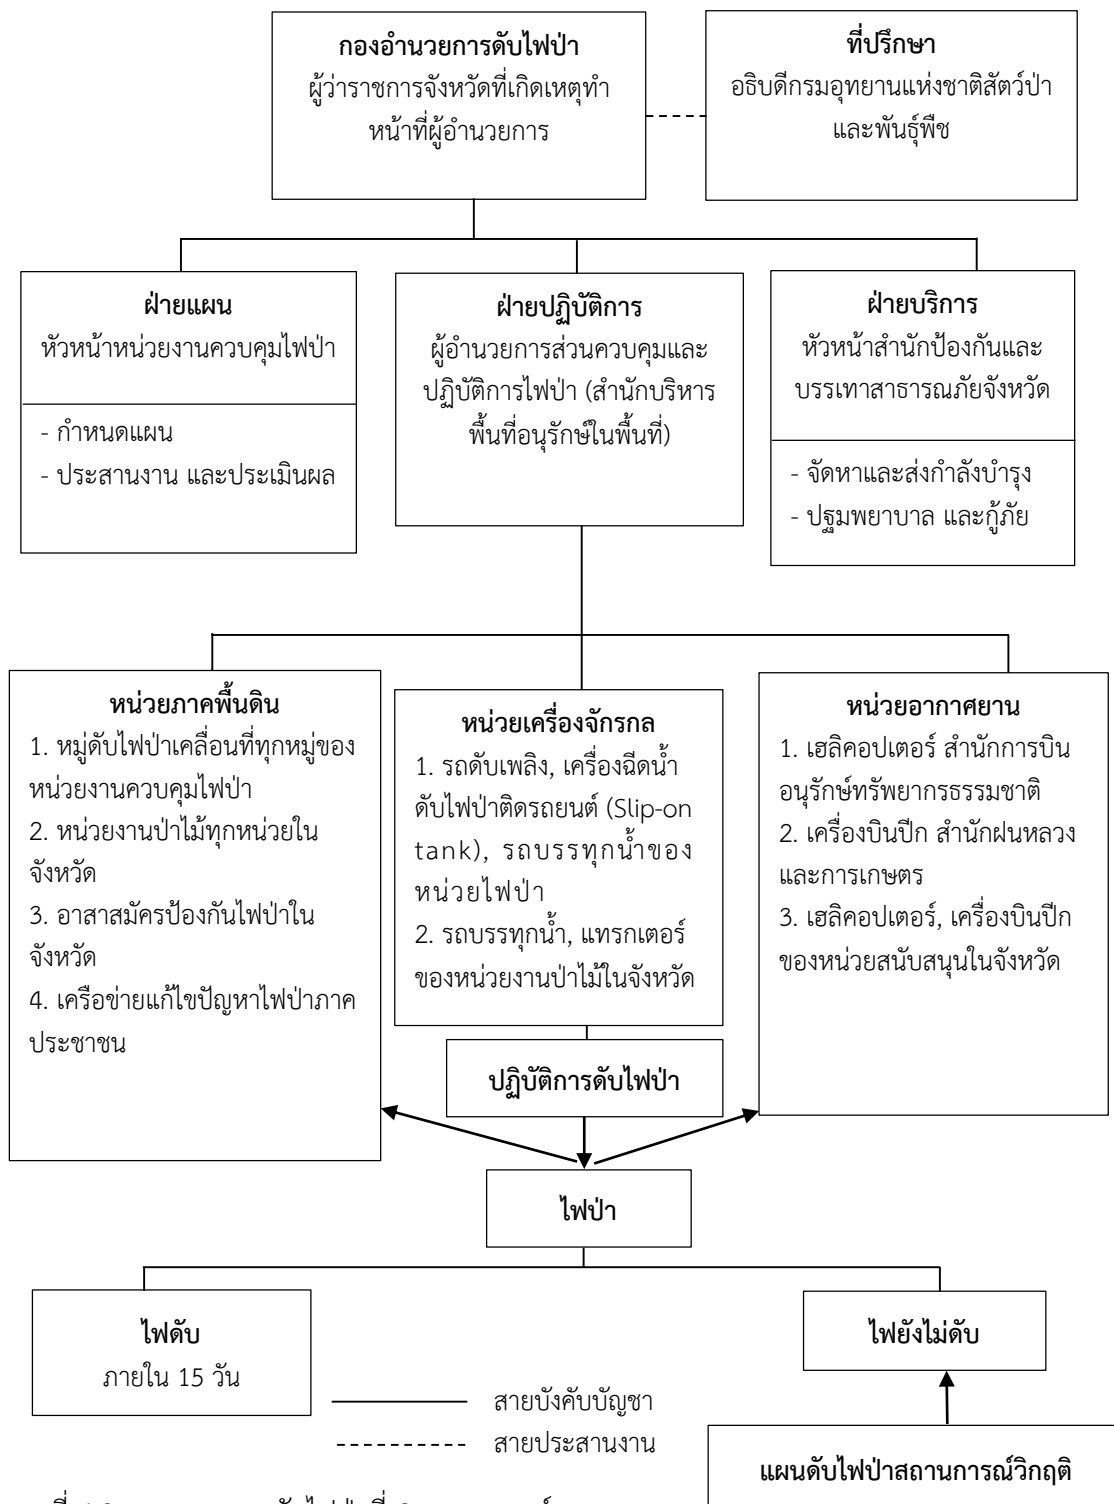 กองอำนวยการดับไฟป่า
ผู้ว่าราชการจังหวัดที่เกิดเหตุทำ
หน้าที่ผู้อำนวยการ
ที่ปรึกษา
อธิบดีกรมอุทยานแห่งชาติสัตว์ป่า
และพันธุ์พืช
ฝ่ายแผน
หัวหน้าหน่วยงานควบคุมไฟป่า
- กำหนดแผน
- ประสานงาน และประเมินผล
ฝ่ายปฏิบัติการ
ผู้อำนวยการส่วนควบคุมและ
ปฏิบัติการไฟป่า (สำนักบริหาร
พื้นที่อนุรักษ์ในพื้นที่)
ฝ่ายบริการ
หัวหน้าสำนักป้องกันและ
บรรเทาสาธารณภัยจังหวัด
- จัดหาและส่งกำลังบำรุง
- ปฐมพยาบาล และกู้ภัย
หน่วยภาคพื้นดิน
1. หมู่ดับไฟป่าเคลื่อนที่ทุกหมู่ของ
หน่วยงานควบคุมไฟป่า
2. หน่วยงานป่าไม้ทุกหน่วยใน
จังหวัด
3. อาสาสมัครป้องกันไฟป่าใน
จังหวัด
4. เครือข่ายแก้ไขปัญหาไฟป่าภาค
ประชาชน
หน่วยเครื่องจักรกล
1. รถดับเพลิง, เครื่องฉีดน้ำ
ดับไฟป่าติดรถยนต์ (Slip-on
tank), รถบรรทุกน้ำของ
หน่วยไฟป่า
2. รถบรรทุกน้ำ, แทรกเตอร์
ของหน่วยงานป่าไม้ในจังหวัด
หน่วยอากาศยาน
1. เฮลิคอปเตอร์ สำนักการบิน
อนุรักษ์ทรัพยากรธรรมชาติ
2. เครื่องบินปีก สำนักฝนหลวง
และการเกษตร
3. เฮลิคอปเตอร์, เครื่องบินปีก
ของหน่วยสนับสนุนในจังหวัด
ปฏิบัติการดับไฟป่า
ไฟป่า
ไฟดับ
ภายใน 15 วัน
ไฟยังไม่ดับ
สายบังคับบัญชา
สายประสานงาน
แผนดับไฟป่าสถานการณ์วิกฤติ